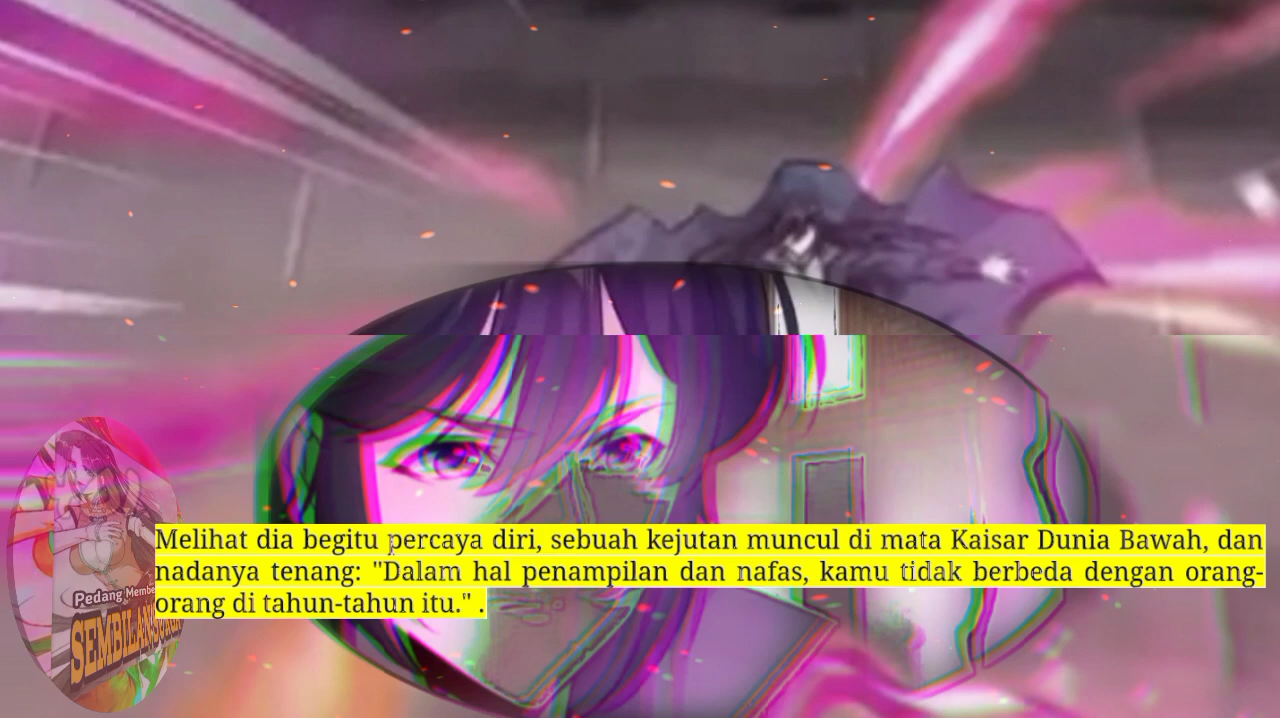 Melihat dia begitu percaya diri, sebuah kejutan muncul di mata Kaisar Dunia Bawah, dan
nadanya tenang: "Dalam hal penampilan dan nafas, kamu tidak berbeda dengan orang-
orang di tahun-tahun itu." .
Pedang
SEMBILAN